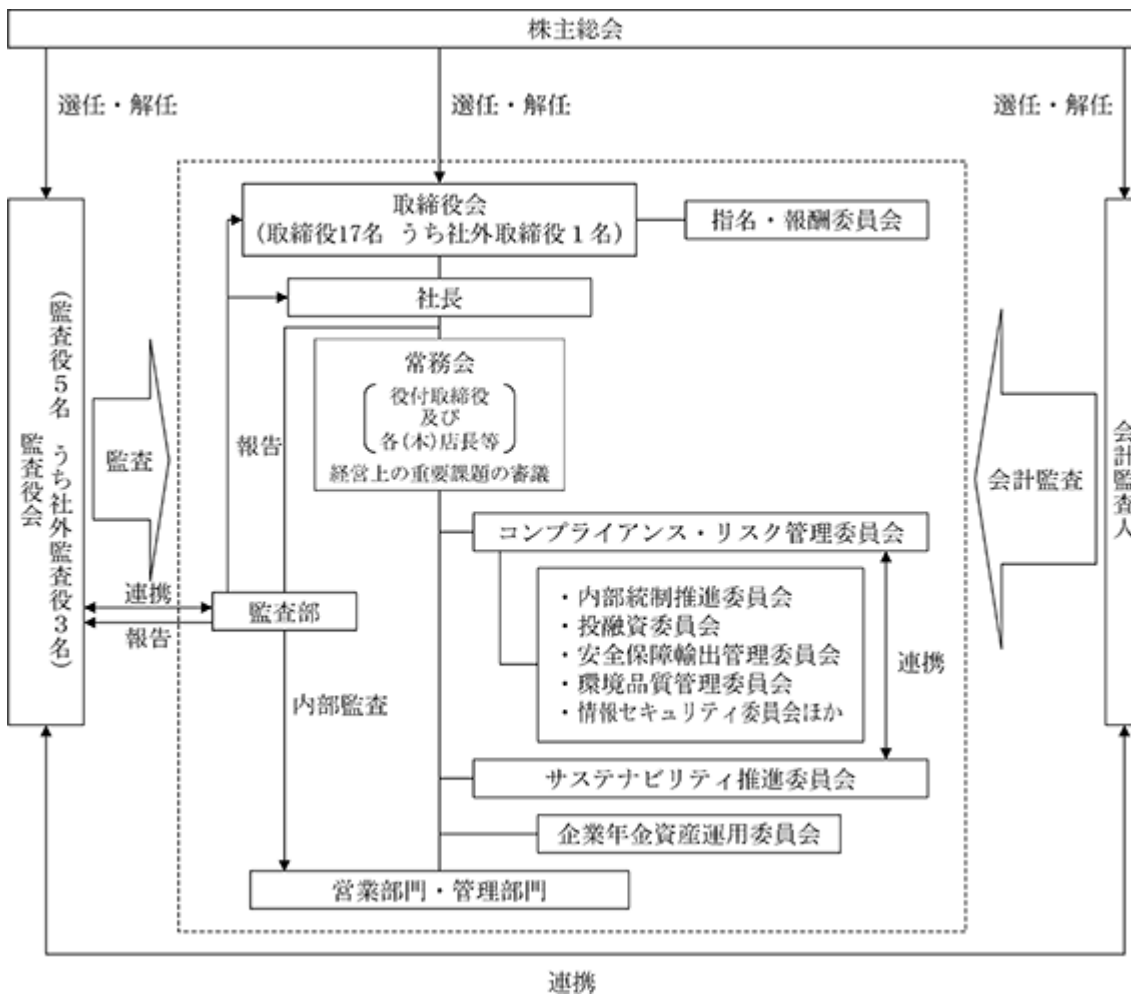 株主総会
選任・解任
選任・解任
選任・解任
取締役会
(取締役17名 うち社外取締役1名)
指名・報酬委員会
社長
常務会
役付取締役
及び
各(本)店長等
経営上の重要課題の審議
報告
監査役会
(監査役5名 うち社外監査役3名)
監査
会計監査
会計監査人
コンプライアンス・リスク管理委員会
・内部統制推進委員会
・投融資委員会
・安全保障輸出管理委員会
・環境品質管理委員会
・情報セキュリティ委員会ほか
連携
連携
報告
監査部
内部監査
サステナビリティ推進委員会
企業年金資産運用委員会
営業部門・管理部門
連携